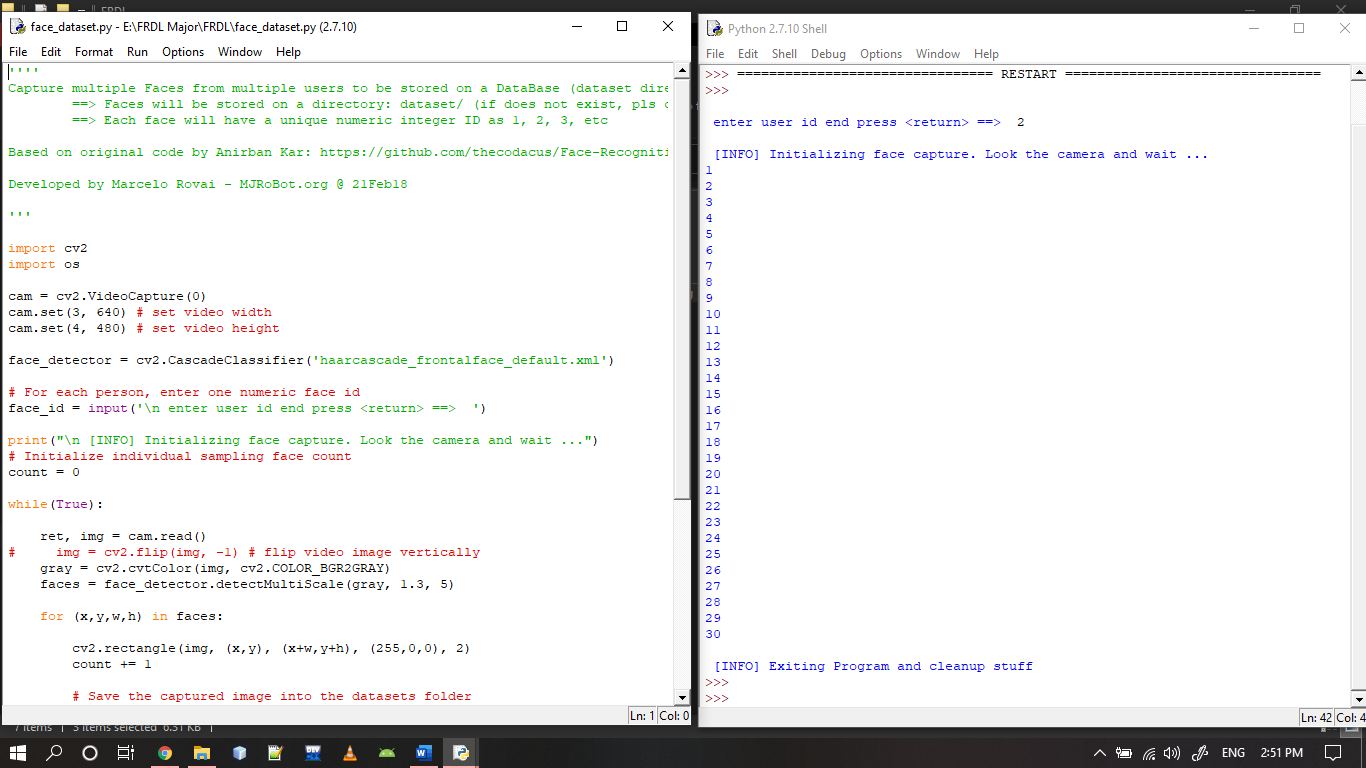 FRDL
face_dataset.py - E:\FRDL Major\FRDL\face_dataset.py (2.7.10)
File Edit Format Run Options Window Help
''''
Capture multiple Faces from multiple users to be stored on a DataBase (dataset dire
==> Faces will be stored on a directory: dataset/ (if does not exist, pls c
==> Each face will have a unique numeric integer ID as 1, 2, 3, etc
Based on original code by Anirban Kar: https://github.com/thecodacus/Face-Recogniti
Developed by Marcelo Rovai - MJRoBot.org @ 21Feb18
'''
import cv2
import os
cam = cv2.VideoCapture(0)
cam.set(3, 640) # set video width
cam.set(4, 480) # set video height
face_detector = cv2.CascadeClassifier('haarcascade_frontalface_default.xml')
# For each person, enter one numeric face id
face_id = input('\n enter user id end press <return> ==>  ')
print("\n [INFO] Initializing face capture. Look the camera and wait ...")
# Initialize individual sampling face count
count = 0
while(True):
ret, img = cam.read()
#     img = cv2.flip(img, -1) # flip video image vertically
gray = cv2.cvtColor(img, cv2.COLOR_BGR2GRAY)
faces = face_detector.detectMultiScale(gray, 1.3, 5)
for (x,y,w,h) in faces:
cv2.rectangle(img, (x,y), (x+w,y+h), (255,0,0), 2)
count += 1
# Save the captured image into the datasets folder
Ln: 1 Col: 0
Python 2.7.10 Shell
File Edit Shell Debug Options Window Help
>>> ================================ RESTART ================================
>>>
enter user id end press <return> ==>  2
[INFO] Initializing face capture. Look the camera and wait ...
1
2
3
4
5
6
7
8
9
10
11
12
13
14
15
16
17
18
19
20
21
22
23
24
25
26
27
28
29
30
[INFO] Exiting Program and cleanup stuff
>>>
>>>
Ln: 42 Col: 4
7 items 3 items selected 6.31 KB
ENG 2:51 PM